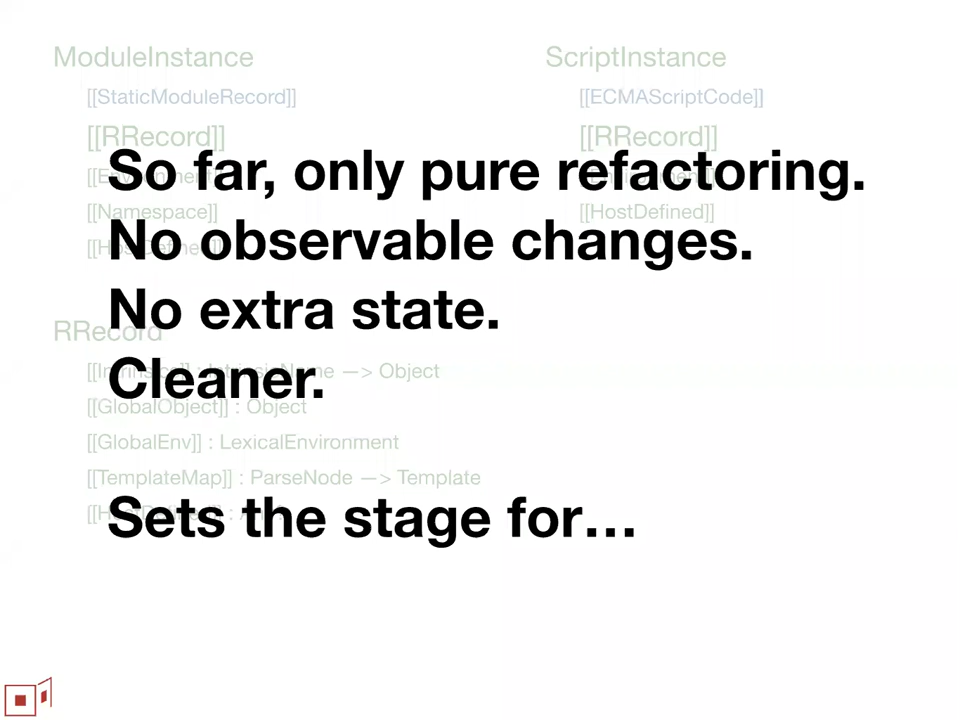 ModuleInstance
[[StaticModuleRecord]]
[[RRecord]]
[[Namespace]]
ScriptInstance
[[ECMAScriptCode]]
[[RRecord]]
[[HostDefined]]
So far, only pure refactoring.
No observable changes.
No extra state.
Cleaner.
RRecord
—> Object
[[GlobalObject]] : Object
[[GlobalEnv]] : LexicalEnvironment
[[TemplateMap]] : ParseNode —> Template
Sets the stage for…